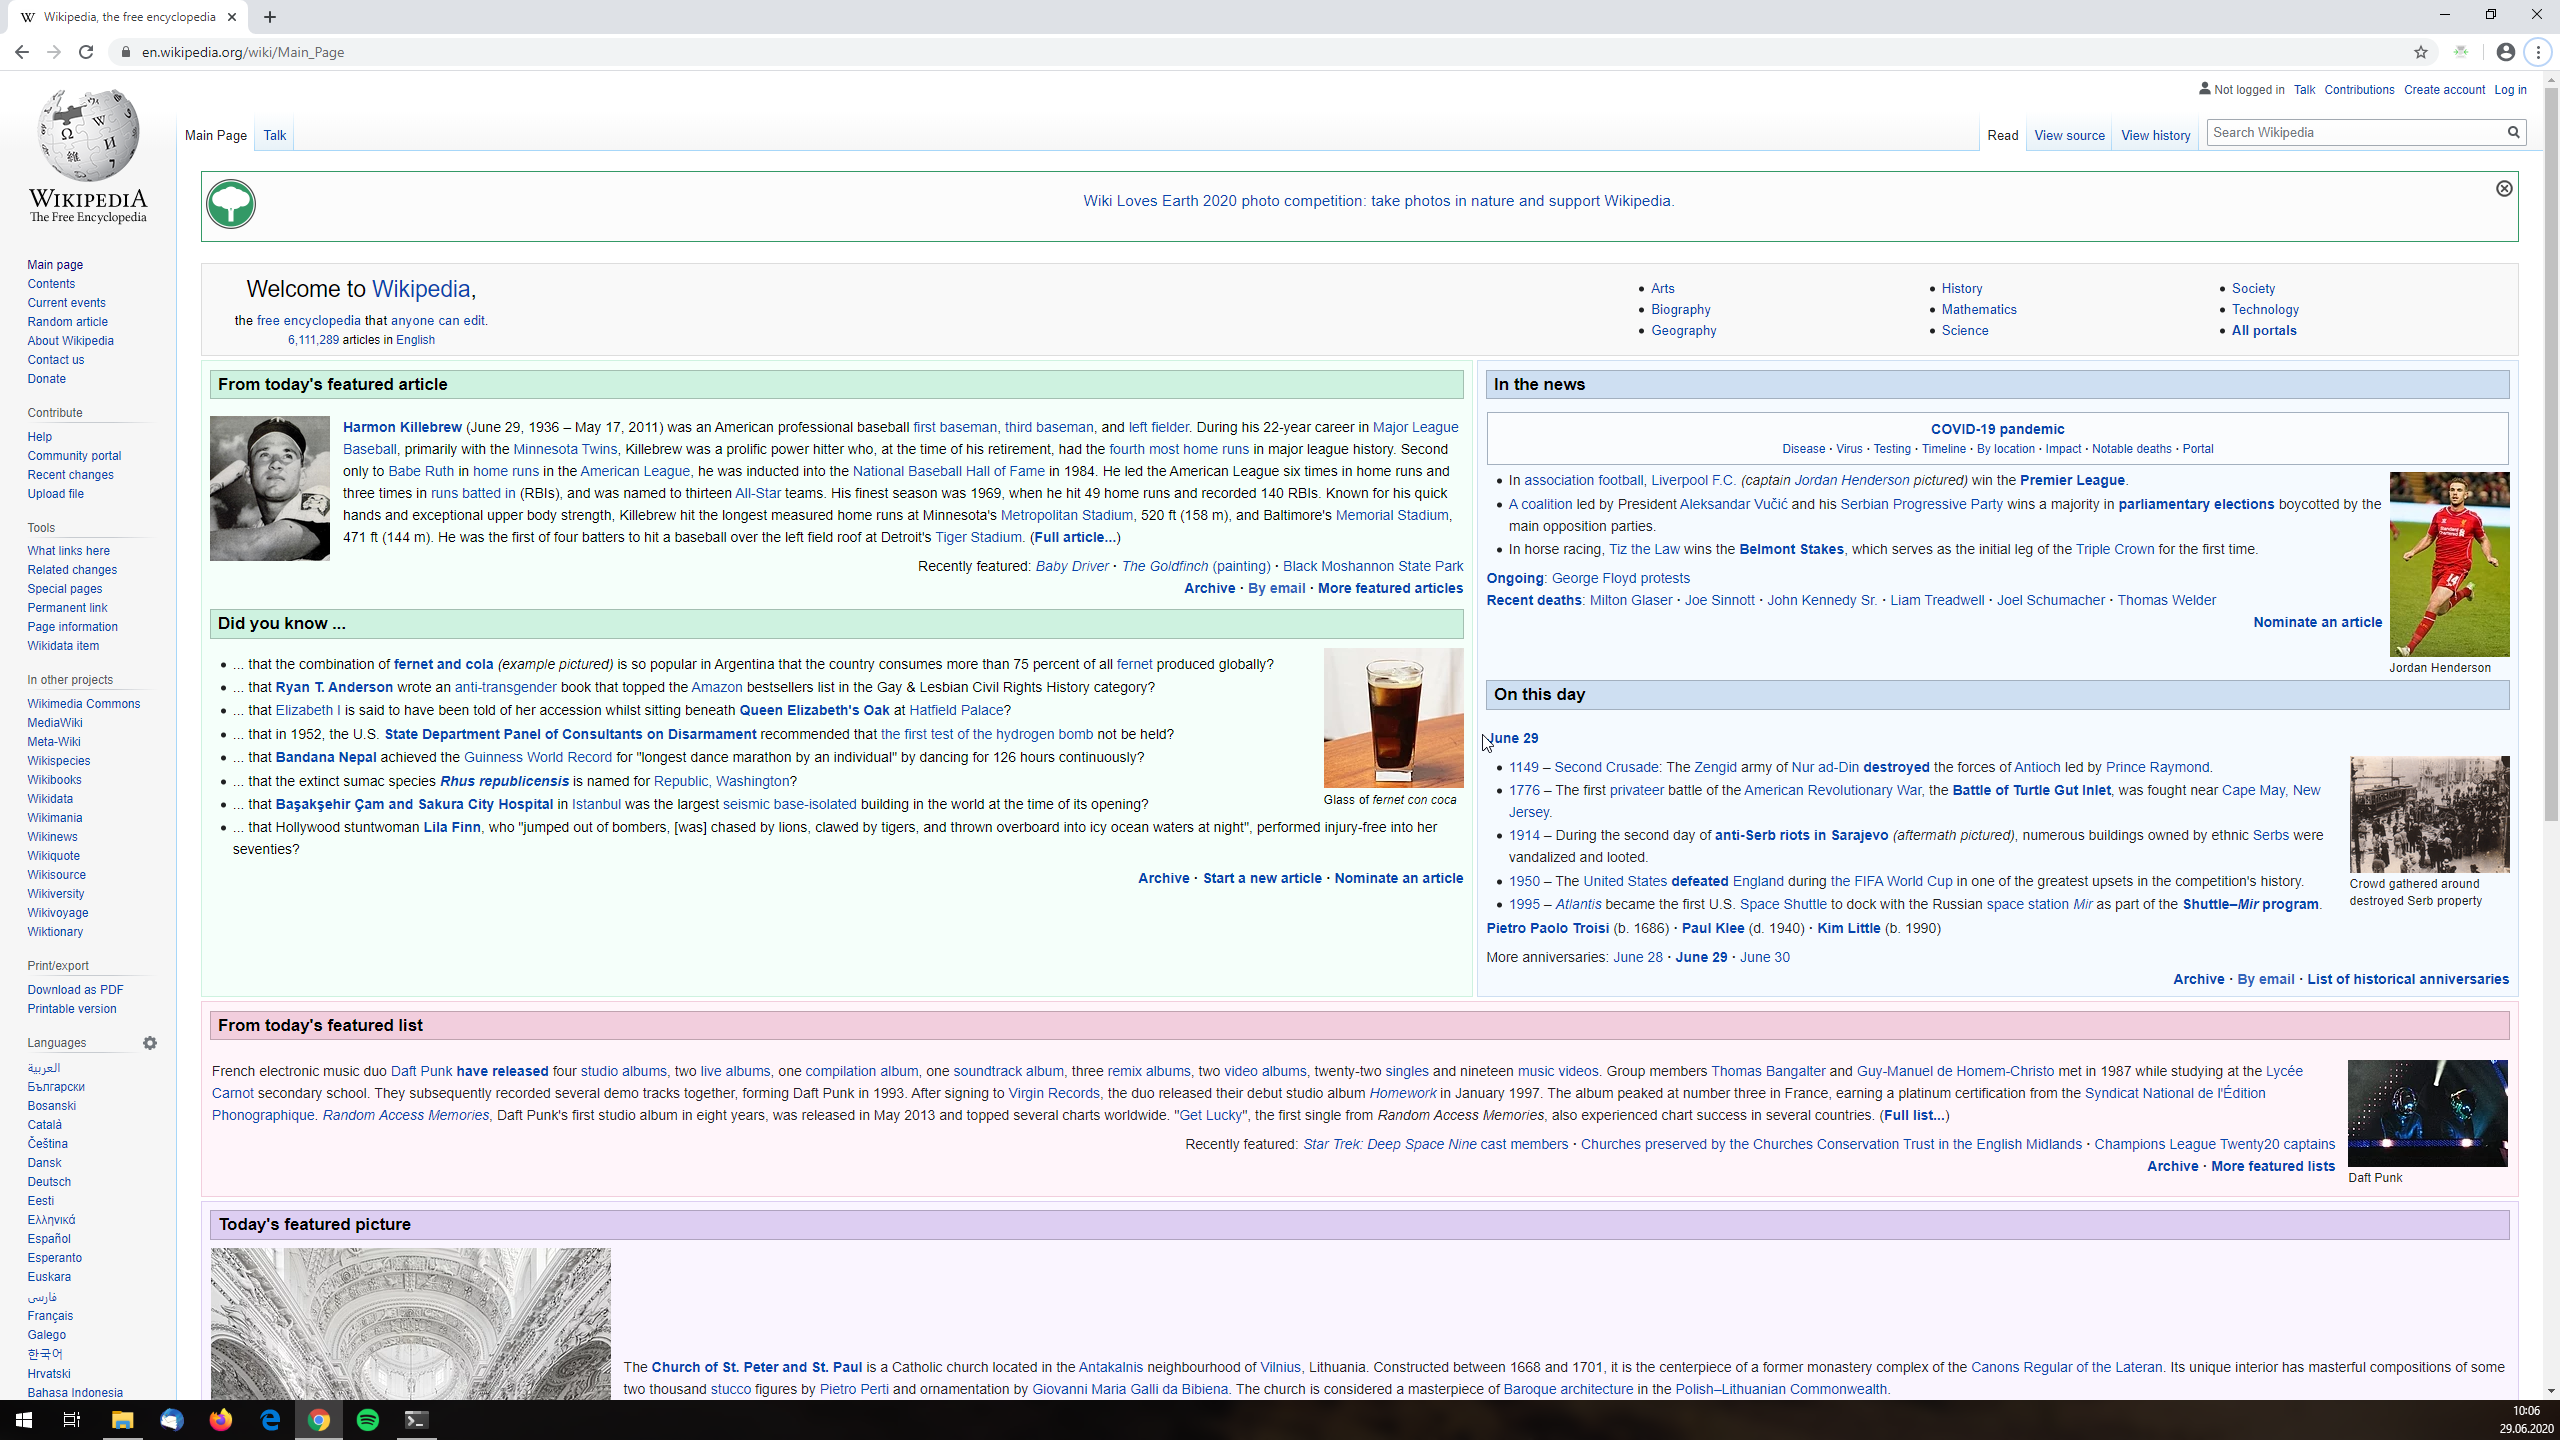 Wikipedia, the free encyclopedia
en.wikipedia.org/wiki/Main_Page
Not logged in Talk Contributions Create account Log in
WIKIPEDIA
The Free Encyclopedia
Main Page Talk
Read View source View history Search Wikipedia
Main page
Contents
Current events
Random article
About Wikipedia
Contact us
Donate
Contribute
Help
Community portal
Recent changes
Upload file
Tools
What links here
Related changes
Special pages
Permanent link
Page information
Wikidata item
In other projects
Wikimedia Commons
MediaWiki
Meta-Wiki
Wikispecies
Wikibooks
Wikidata
Wikimania
Wikinews
Wikiquote
Wikisource
Wikiversity
Wikivoyage
Wiktionary
Print/export
Download as PDF
Printable version
Languages
العربية
Български
Bosanski
Català
Čeština
Dansk
Deutsch
Eesti
Ελληνικά
Español
Esperanto
Euskara
فارسی
Français
Galego
한국어
Hrvatski
Bahasa Indonesia
Wiki Loves Earth 2020 photo competition: take photos in nature and support Wikipedia.
Welcome to Wikipedia,
the free encyclopedia that anyone can edit.
6,111,289 articles in English
Arts
Biography
Geography
History
Mathematics
Science
Society
Technology
All portals
From today's featured article
Harmon Killebrew (June 29, 1936 – May 17, 2011) was an American professional baseball first baseman, third baseman, and left fielder. During his 22-year career in Major League
Baseball, primarily with the Minnesota Twins, Killebrew was a prolific power hitter who, at the time of his retirement, had the fourth most home runs in major league history. Second
only to Babe Ruth in home runs in the American League, he was inducted into the National Baseball Hall of Fame in 1984. He led the American League six times in home runs and
three times in runs batted in (RBIs), and was named to thirteen All-Star teams. His finest season was 1969, when he hit 49 home runs and recorded 140 RBIs. Known for his quick
hands and exceptional upper body strength, Killebrew hit the longest measured home runs at Minnesota's Metropolitan Stadium, 520 ft (158 m), and Baltimore's Memorial Stadium,
471 ft (144 m). He was the first of four batters to hit a baseball over the left field roof at Detroit's Tiger Stadium. (Full article...)
Recently featured: Baby Driver · The Goldfinch (painting) · Black Moshannon State Park
Archive · By email · More featured articles
Did you know ...
... that the combination of fernet and cola (example pictured) is so popular in Argentina that the country consumes more than 75 percent of all fernet produced globally?
... that Ryan T. Anderson wrote an anti-transgender book that topped the Amazon bestsellers list in the Gay & Lesbian Civil Rights History category?
... that Elizabeth I is said to have been told of her accession whilst sitting beneath Queen Elizabeth's Oak at Hatfield Palace?
... that in 1952, the U.S. State Department Panel of Consultants on Disarmament recommended that the first test of the hydrogen bomb not be held?
... that Bandana Nepal achieved the Guinness World Record for "longest dance marathon by an individual" by dancing for 126 hours continuously?
... that the extinct sumac species Rhus republicensis is named for Republic, Washington?
... that Başakşehir Çam and Sakura City Hospital in Istanbul was the largest seismic base-isolated building in the world at the time of its opening?
... that Hollywood stuntwoman Lila Finn, who "jumped out of bombers, [was] chased by lions, clawed by tigers, and thrown overboard into icy ocean waters at night", performed injury-free into her
seventies?
Glass of fernet con coca
Archive · Start a new article · Nominate an article
In the news
COVID-19 pandemic
Disease · Virus · Testing · Timeline · By location · Impact · Notable deaths · Portal
In association football, Liverpool F.C. (captain Jordan Henderson pictured) win the Premier League.
A coalition led by President Aleksandar Vučić and his Serbian Progressive Party wins a majority in parliamentary elections boycotted by the
main opposition parties.
In horse racing, Tiz the Law wins the Belmont Stakes, which serves as the initial leg of the Triple Crown for the first time.
Ongoing: George Floyd protests
Recent deaths: Milton Glaser · Joe Sinnott · John Kennedy Sr. · Liam Treadwell · Joel Schumacher · Thomas Welder
Nominate an article
Jordan Henderson
On this day
June 29
1149 – Second Crusade: The Zengid army of Nur ad-Din destroyed the forces of Antioch led by Prince Raymond.
1776 – The first privateer battle of the American Revolutionary War, the Battle of Turtle Gut Inlet, was fought near Cape May, New
Jersey.
1914 – During the second day of anti-Serb riots in Sarajevo (aftermath pictured), numerous buildings owned by ethnic Serbs were
vandalized and looted.
1950 – The United States defeated England during the FIFA World Cup in one of the greatest upsets in the competition's history.
1995 – Atlantis became the first U.S. Space Shuttle to dock with the Russian space station Mir as part of the Shuttle–Mir program.
Crowd gathered around
destroyed Serb property
Pietro Paolo Troisi (b. 1686) · Paul Klee (d. 1940) · Kim Little (b. 1990)
More anniversaries: June 28 · June 29 · June 30
Archive · By email · List of historical anniversaries
From today's featured list
French electronic music duo Daft Punk have released four studio albums, two live albums, one compilation album, one soundtrack album, three remix albums, two video albums, twenty-two singles and nineteen music videos. Group members Thomas Bangalter and Guy-Manuel de Homem-Christo met in 1987 while studying at the Lycée
Carnot secondary school. They subsequently recorded several demo tracks together, forming Daft Punk in 1993. After signing to Virgin Records, the duo released their debut studio album Homework in January 1997. The album peaked at number three in France, earning a platinum certification from the Syndicat National de l'Édition
Phonographique. Random Access Memories, Daft Punk's first studio album in eight years, was released in May 2013 and topped several charts worldwide. "Get Lucky", the first single from Random Access Memories, also experienced chart success in several countries. (Full list...)
Recently featured: Star Trek: Deep Space Nine cast members · Churches preserved by the Churches Conservation Trust in the English Midlands · Champions League Twenty20 captains
Archive · More featured lists
Daft Punk
Today's featured picture
The Church of St. Peter and St. Paul is a Catholic church located in the Antakalnis neighbourhood of Vilnius, Lithuania. Constructed between 1668 and 1701, it is the centerpiece of a former monastery complex of the Canons Regular of the Lateran. Its unique interior has masterful compositions of some
two thousand stucco figures by Pietro Perti and ornamentation by Giovanni Maria Galli da Bibiena. The church is considered a masterpiece of Baroque architecture in the Polish–Lithuanian Commonwealth.
10:06
29.06.2020